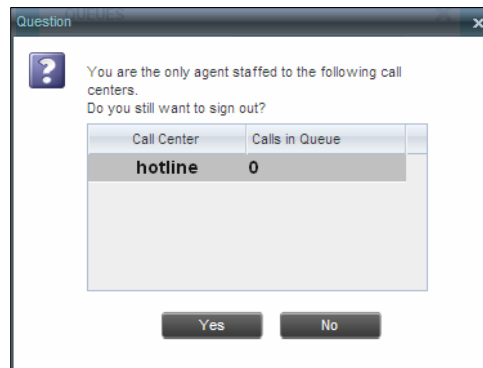 QUEUES
Question
x
?
You are the only agent staffed to the following call
centers.
Do you still want to sign out?
Call Center Calls in Queue
hotline 0
Yes No